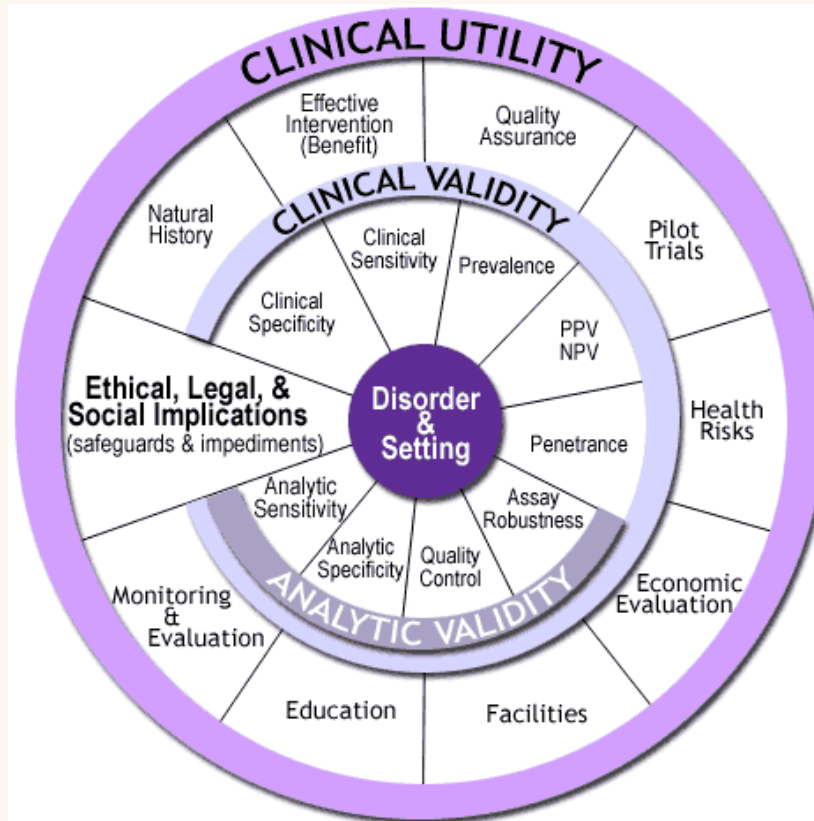 CLINICAL UTILITY
Effective
Intervention
(Benefit)
Quality
Assurance
Natural
History
Pilot
Trials
CLINICAL VALIDITY
Clinical
Sensitivity
Prevalence
Clinical
Specificity
PPV
NPV
Ethical, Legal, &
Social Implications
(safeguards & impediments)
Disorder
&
Setting
Health
Risks
Penetrance
Analytic
Sensitivity
Assay
Robustness
Analytic
Specificity
Quality
Control
ANALYTIC VALIDITY
Monitoring
&
Evaluation
Economic
Evaluation
Education
Facilities